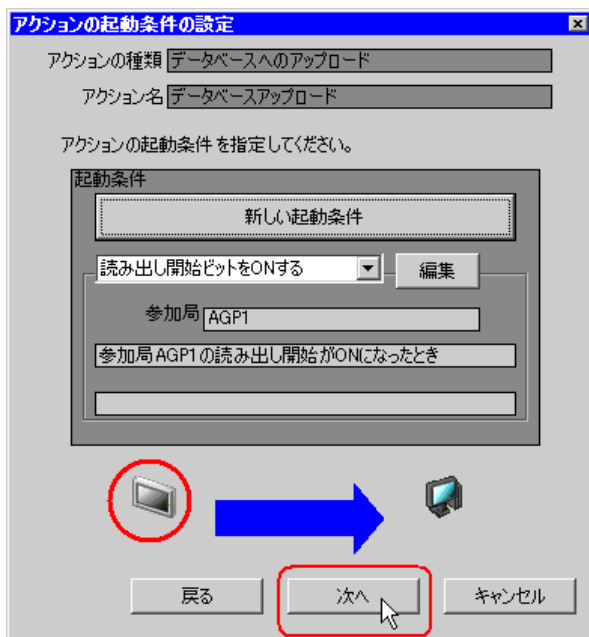 アクションの起動条件の設定
アクションの種類 データベースへのアップロード
アクション名 データベースアップロード
アクションの起動条件 を指定してください。
起動条件
新しい起動条件
読み出し開始ビットをONする 編集
参加局 AGP1
参加局AGP1の読み出し開始がONになったとき
戻る 次へ キャンセル